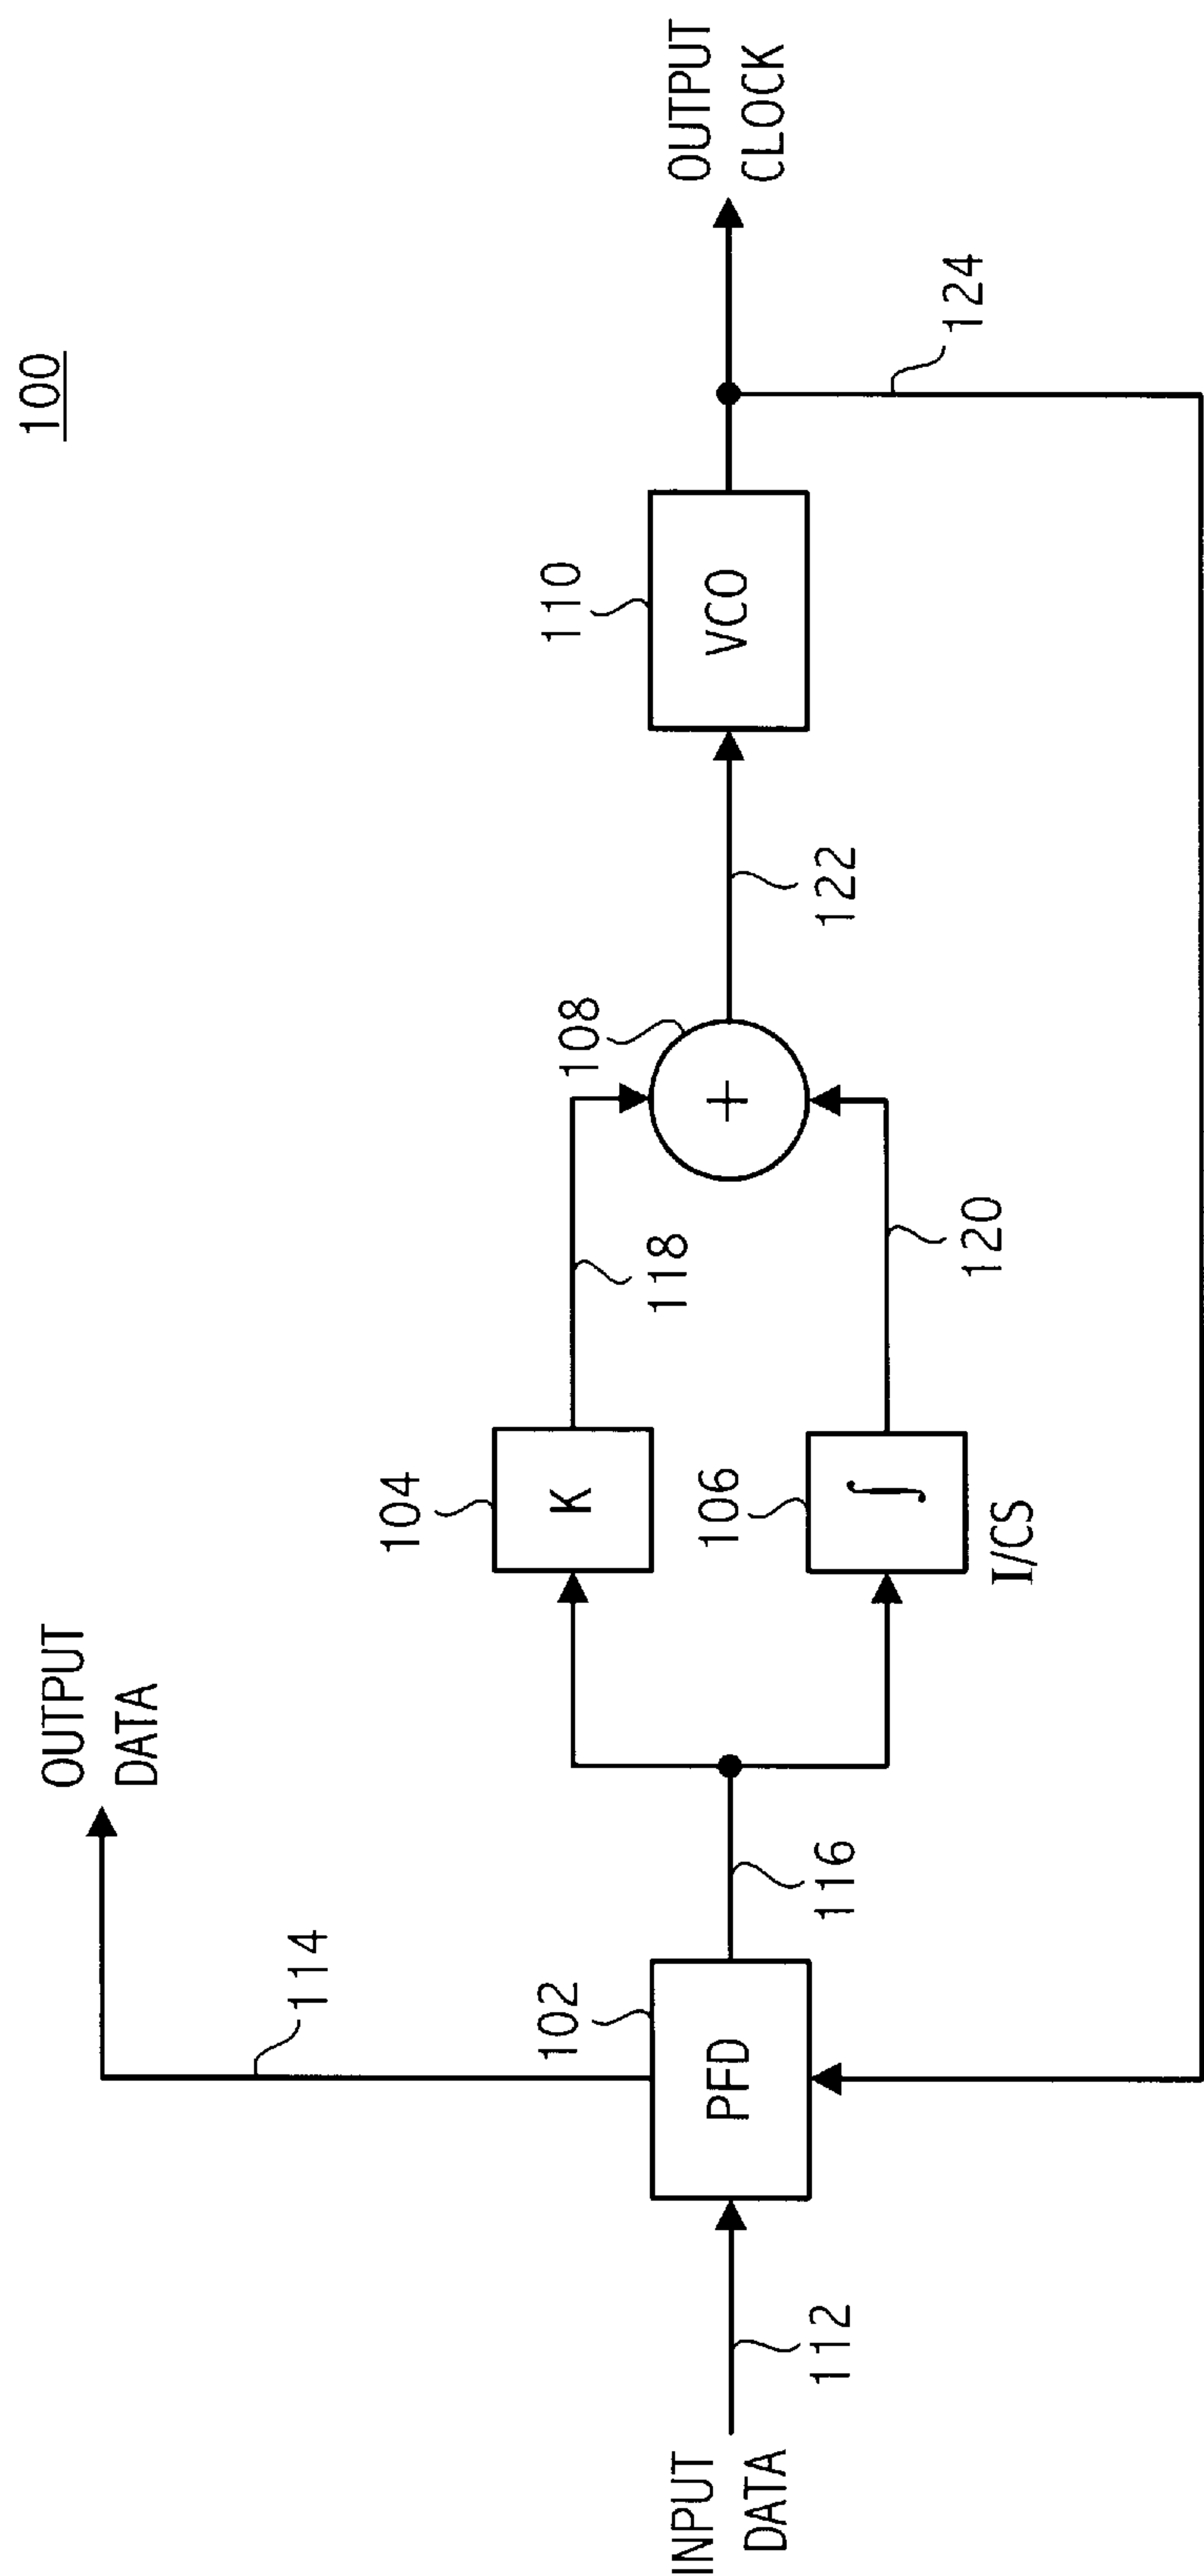 100
OUTPUT
DATA
114
INPUT
DATA
112
102
PFD
116
104
K
118
106
∫
I/CS
120
108
+
122
110
VCO
124
OUTPUT
CLOCK